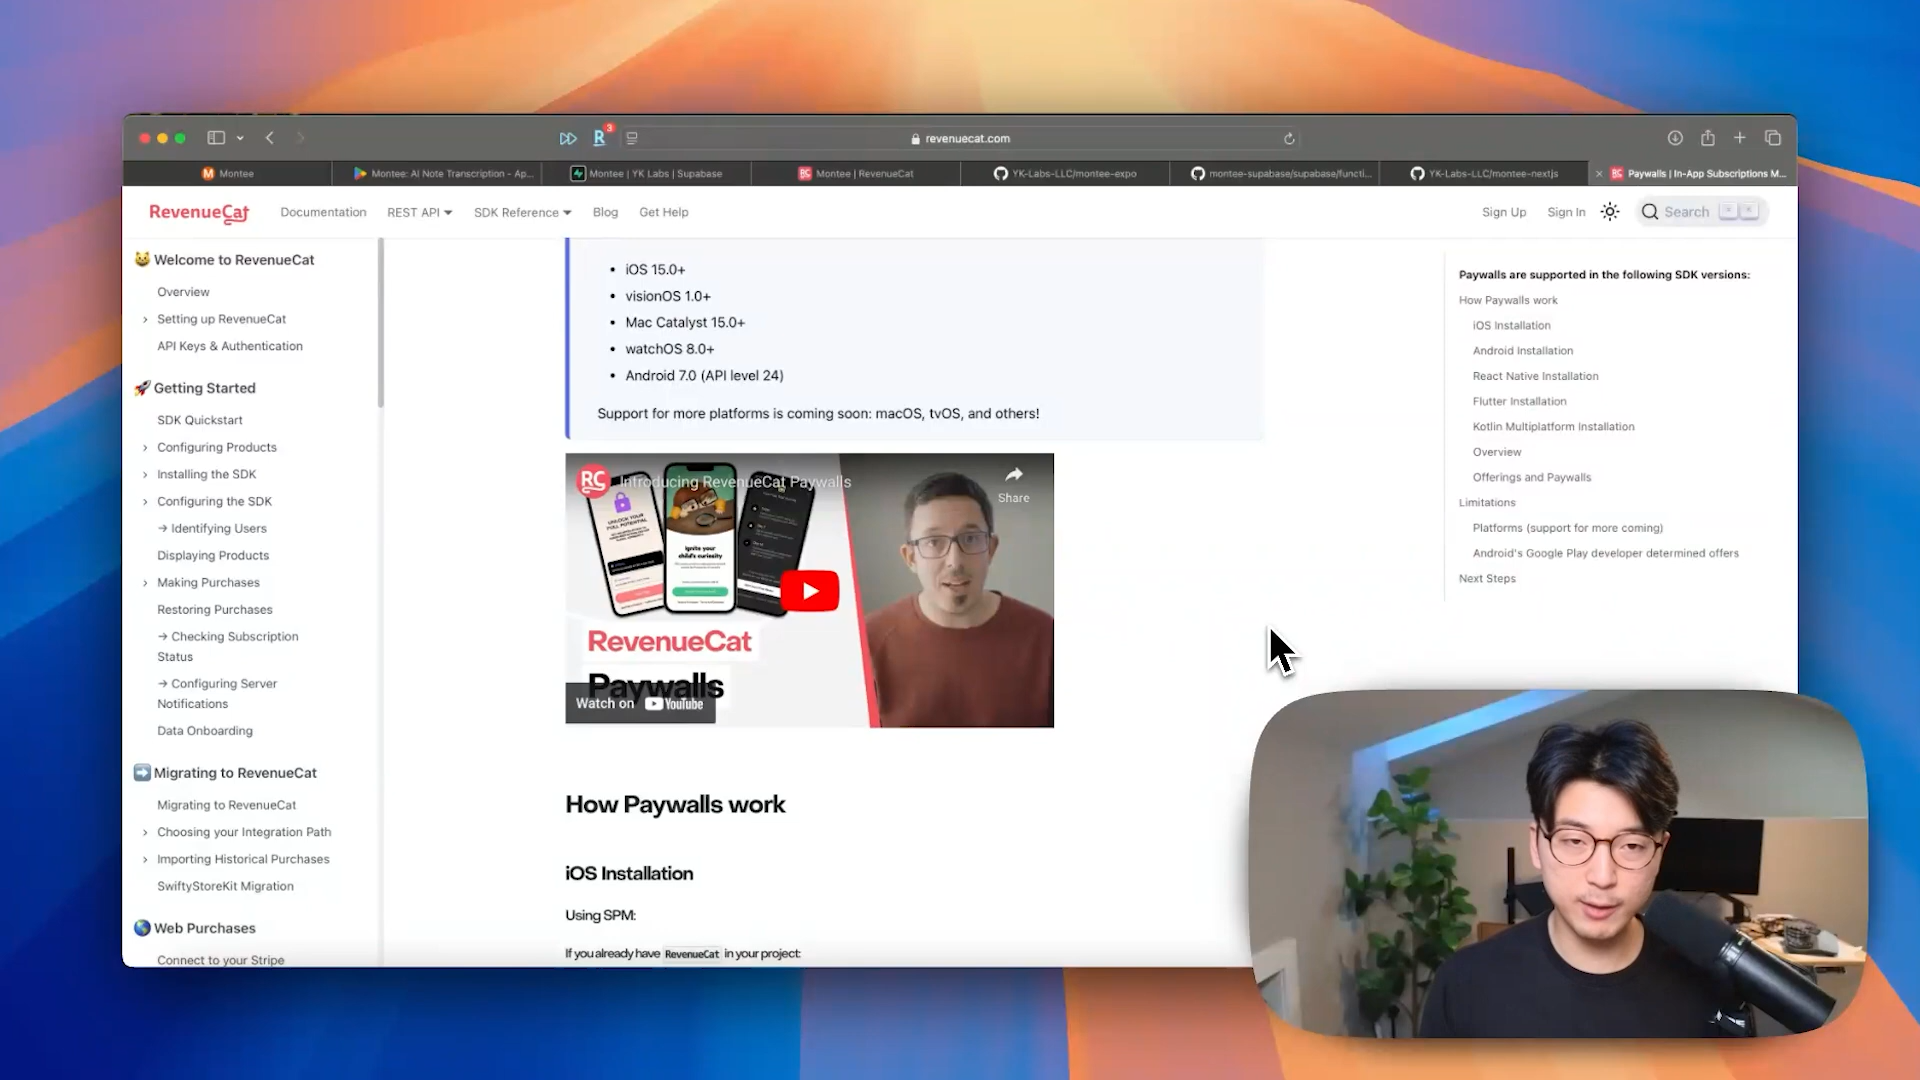 R 3
revenuecat.com
Montee
Montee: AI Note Transcription - Ap...
Montee | YK Labs | Supabase
Montee | RevenueCat
YK-Labs-LLC/montee-expo
montee-supabase/supabase/functi...
YK-Labs-LLC/montee-nextjs
Paywalls | In-App Subscriptions M...
RevenueCat
Documentation
REST API
SDK Reference
Blog
Get Help
Sign Up
Sign In
Search
Welcome to RevenueCat
Overview
Setting up RevenueCat
API Keys & Authentication
Getting Started
SDK Quickstart
Configuring Products
Installing the SDK
Configuring the SDK
→ Identifying Users
Displaying Products
Making Purchases
Restoring Purchases
→ Checking Subscription
Status
→ Configuring Server
Notifications
Data Onboarding
Migrating to RevenueCat
Migrating to RevenueCat
Choosing your Integration Path
Importing Historical Purchases
SwiftyStoreKit Migration
Web Purchases
Connect to your Stripe
• iOS 15.0+
• visionOS 1.0+
• Mac Catalyst 15.0+
• watchOS 8.0+
• Android 7.0 (API level 24)
Support for more platforms is coming soon: macOS, tvOS, and others!
RC
Introducing RevenueCat Paywalls
Share
UNLOCK YOUR
FULL POTENTIAL
Ignite your
child's curiosity
RevenueCat
Paywalls
Watch on YouTube
How Paywalls work
iOS Installation
Using SPM:
If you already have RevenueCat in your project:
Paywalls are supported in the following SDK versions:
How Paywalls work
iOS Installation
Android Installation
React Native Installation
Flutter Installation
Kotlin Multiplatform Installation
Overview
Offerings and Paywalls
Limitations
Platforms (support for more coming)
Android's Google Play developer determined offers
Next Steps